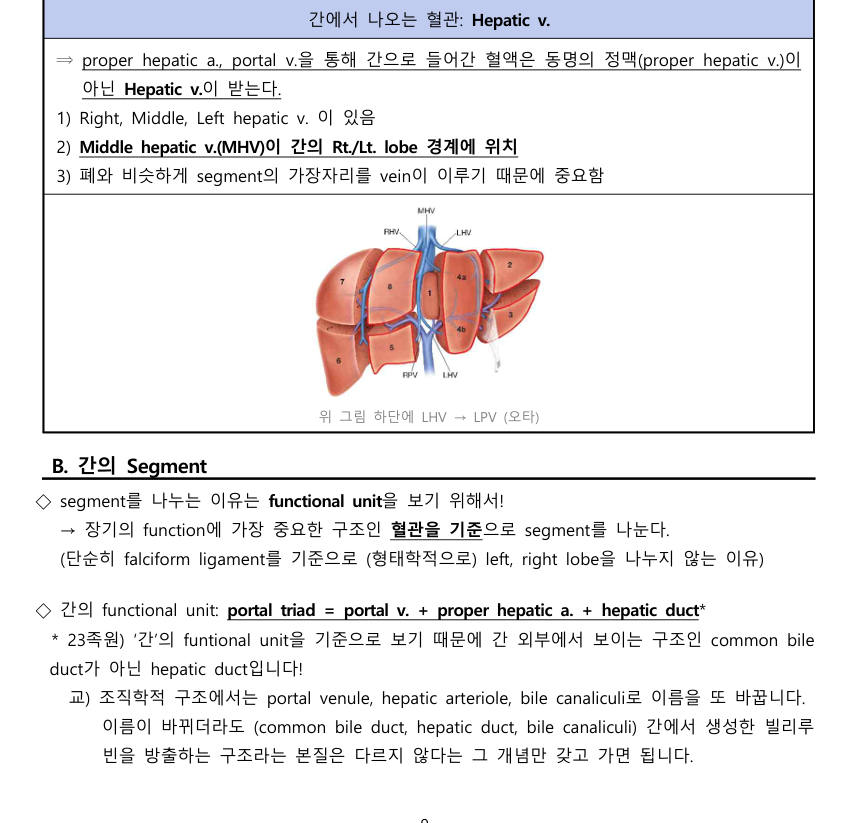 간에서 나오는 혈관: Hepatic v.
⇒ proper hepatic a., portal v.을 통해 간으로 들어간 혈액은 동명의 정맥(proper hepatic v.)이
아닌 Hepatic v.이 받는다.
1) Right, Middle, Left hepatic v. 이 있음
2) Middle hepatic v.(MHV)이 간의 Rt./Lt. lobe 경계에 위치
3) 폐와 비슷하게 segment의 가장자리를 vein이 이루기 때문에 중요함
MHV
RHV
LHV
7
8
1
4a
2
3
4b
5
6
RPV
LHV
위 그림 하단에 LHV → LPV (오타)
B. 간의 Segment
◇ segment를 나누는 이유는 functional unit을 보기 위해서!
→ 장기의 function에 가장 중요한 구조인 혈관을 기준으로 segment를 나눈다.
(단순히 falciform ligament를 기준으로 (형태학적으로) left, right lobe을 나누지 않는 이유)
◇ 간의 functional unit: portal triad = portal v. + proper hepatic a. + hepatic duct*
* 23족원) ‘간’의 funtional unit을 기준으로 보기 때문에 간 외부에서 보이는 구조인 common bile
duct가 아닌 hepatic duct입니다!
교) 조직학적 구조에서는 portal venule, hepatic arteriole, bile canaliculi로 이름을 또 바꿉니다.
이름이 바뀌더라도 (common bile duct, hepatic duct, bile canaliculi) 간에서 생성한 빌리루
빈을 방출하는 구조라는 본질은 다르지 않다는 그 개념만 갖고 가면 됩니다.